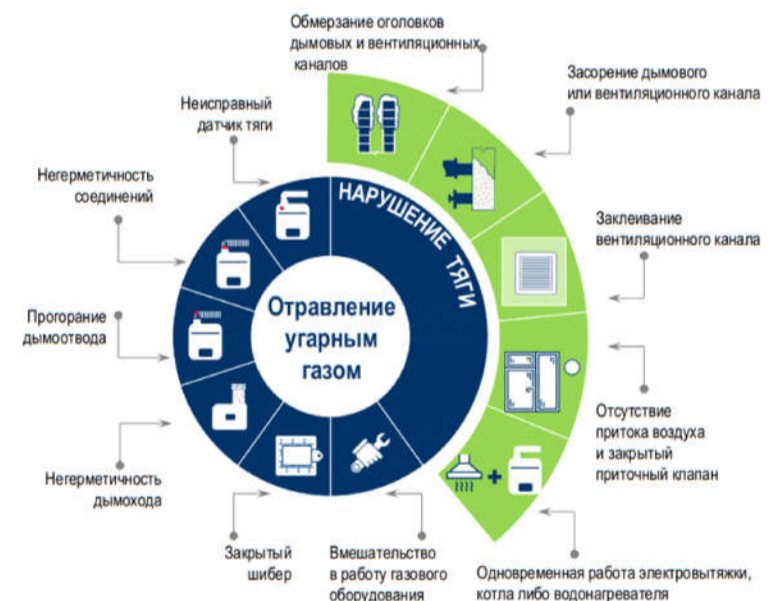 Обмерзание оголовков
дымовых и вентиляционных
каналов
Засорение дымового
или вентиляционного канала
Неисправный
датчик тяги
Негерметичность
соединений
Заклеивание
вентиляционного канала
НАРУШЕНИЕ ТЯГИ
Отравление
угарным
газом
Прогорание
дымоотвода
Отсутствие
притока воздуха
и закрытый
приточный клапан
Негерметичность
дымохода
Закрытый
шибер
Вмешательство
в работу газового
оборудования
Одновременная работа электровытяжки,
котла либо водонагревателя